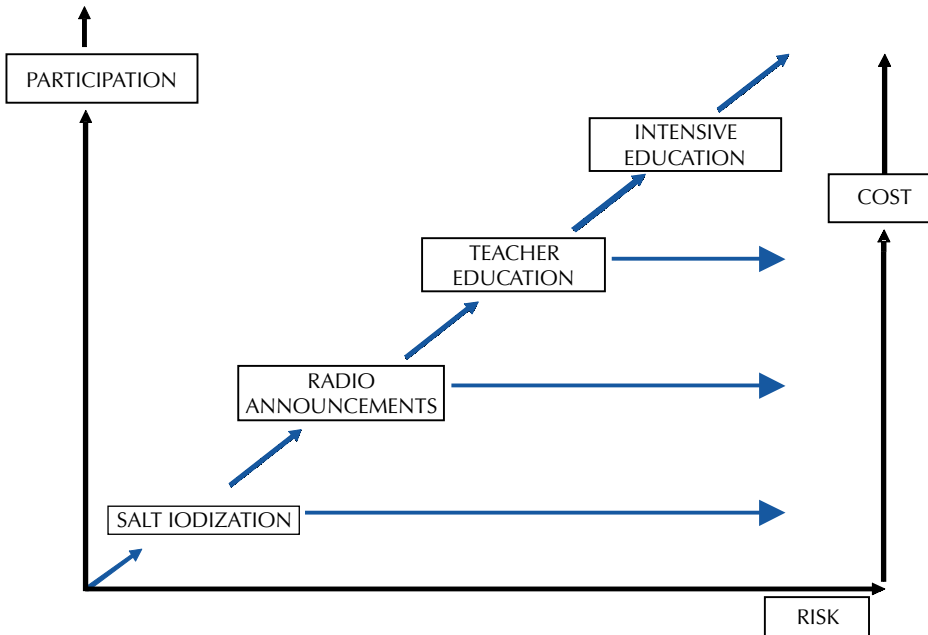 PARTICIPATION
INTENSIVE
EDUCATION
COST
TEACHER
EDUCATION
RADIO
ANNOUNCEMENTS
SALT IODIZATION
RISK